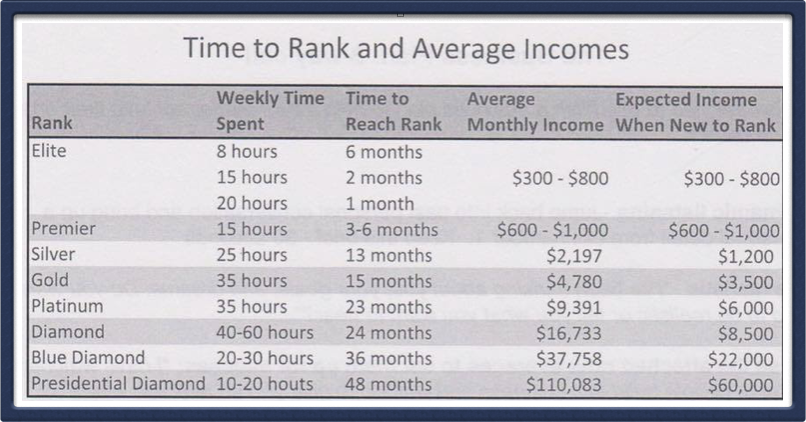 Time to Rank and Average Incomes
Rank Weekly Time Spent Time to Reach Rank Average Monthly Income Expected Income When New to Rank
Elite 8 hours 6 months
15 hours 2 months $300 - $800 $300 - $800
20 hours 1 month
Premier 15 hours 3-6 months $600 - $1,000 $600 - $1,000
Silver 25 hours 13 months $2,197 $1,200
Gold 35 hours 15 months $4,780 $3,500
Platinum 35 hours 23 months $9,391 $6,000
Diamond 40-60 hours 24 months $16,733 $8,500
Blue Diamond 20-30 hours 36 months $37,758 $22,000
Presidential Diamond 10-20 houts 48 months $110,083 $60,000